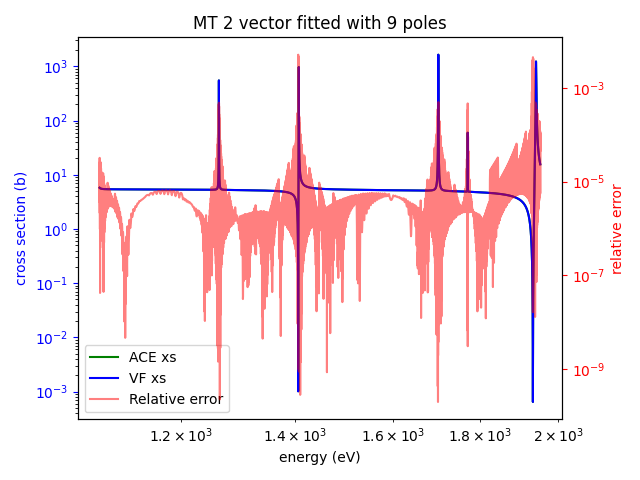 MT 2 vector fitted with 9 poles
10³
10²
10¹
10⁰
10⁻¹
10⁻²
10⁻³
cross section (b)
10⁻³
10⁻⁵
10⁻⁷
10⁻⁹
relative error
ACE xs
VF xs
Relative error
1.2 × 10³ 1.4 × 10³ 1.6 × 10³ 1.8 × 10³ 2 × 10³
energy (eV)